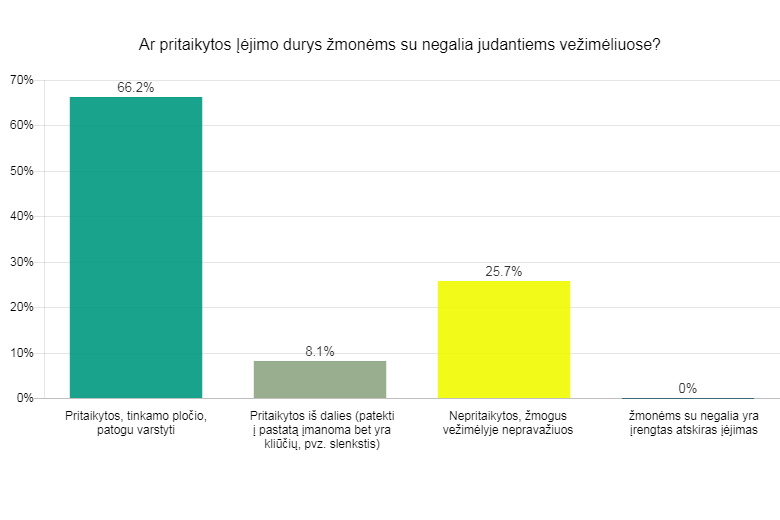 Ar pritaikytos Įėjimo durys žmonėms su negalia judantiems vežimėliuose?
70%
60%
50%
40%
30%
20%
10%
0%
66.2%
8.1%
25.7%
0%
Pritaikytos, tinkamo pločio,
patogu varstyti
Pritaikytos iš dalies (patekti
į pastatą įmanoma bet yra
kliūčių, pvz. slenkstis)
Nepritaikytos, žmogus
vežimėlyje nepravažiuos
žmonėms su negalia yra
įrengtas atskiras įėjimas